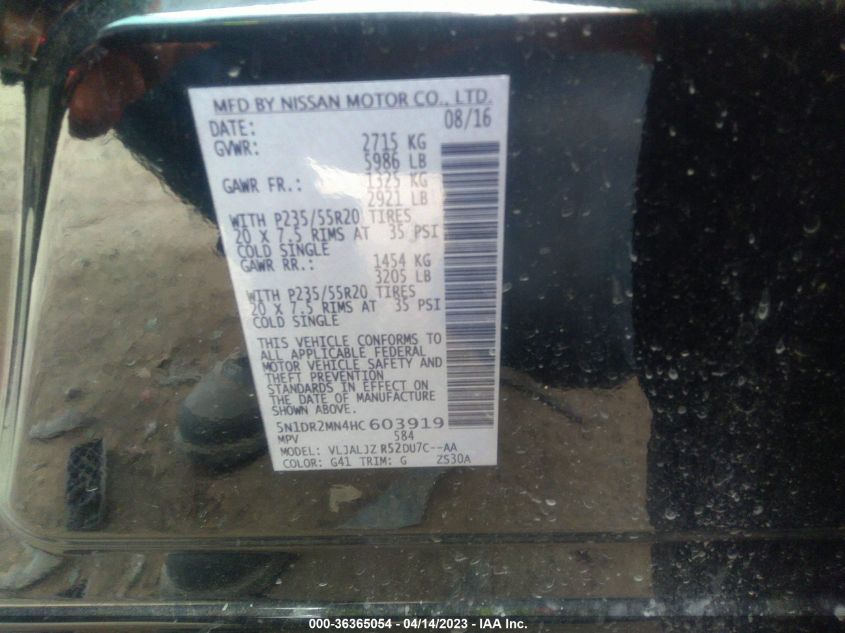 MFD BY NISSAN MOTOR CO., LTD.
DATE: 08/16
GVWR: 2715 KG
5986 LB
GAWR FR.: 1325 KG
2921 LB
WITH P235/55R20 TIRES
20 X 7.5 RIMS AT 35 PSI
COLD SINGLE
GAWR RR.: 1454 KG
3205 LB
WITH P235/55R20 TIRES
20 X 7.5 RIMS AT 35 PSI
COLD SINGLE
THIS VEHICLE CONFORMS TO
ALL APPLICABLE FEDERAL
MOTOR VEHICLE SAFETY AND
THEFT PREVENTION
STANDARDS IN EFFECT ON
THE DATE OF MANUFACTURE
SHOWN ABOVE.
5N1DR2MN4HC603919
MPV 584
MODEL: VLJALJZ R52DU7C--AA
COLOR: G41 TRIM: G ZS30A
000-36365054 - 04/14/2023 - IAA Inc.